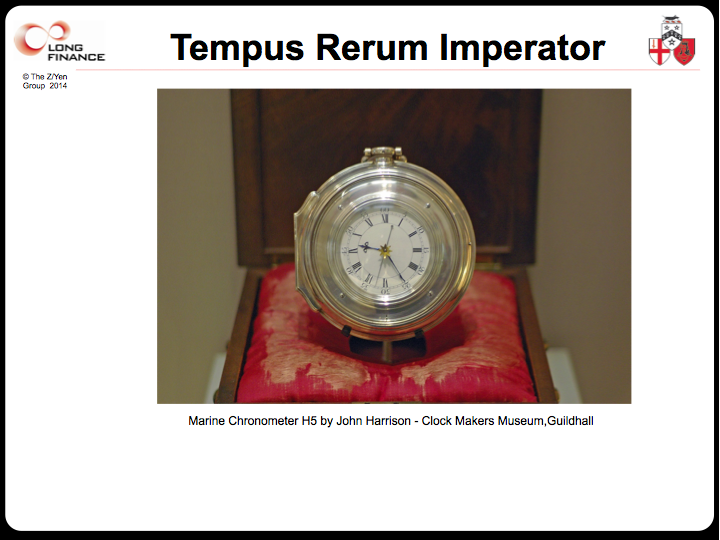 LONG
FINANCE
Tempus Rerum Imperator
© The Z/Yen
Group 2014
Marine Chronometer H5 by John Harrison - Clock Makers Museum,Guildhall